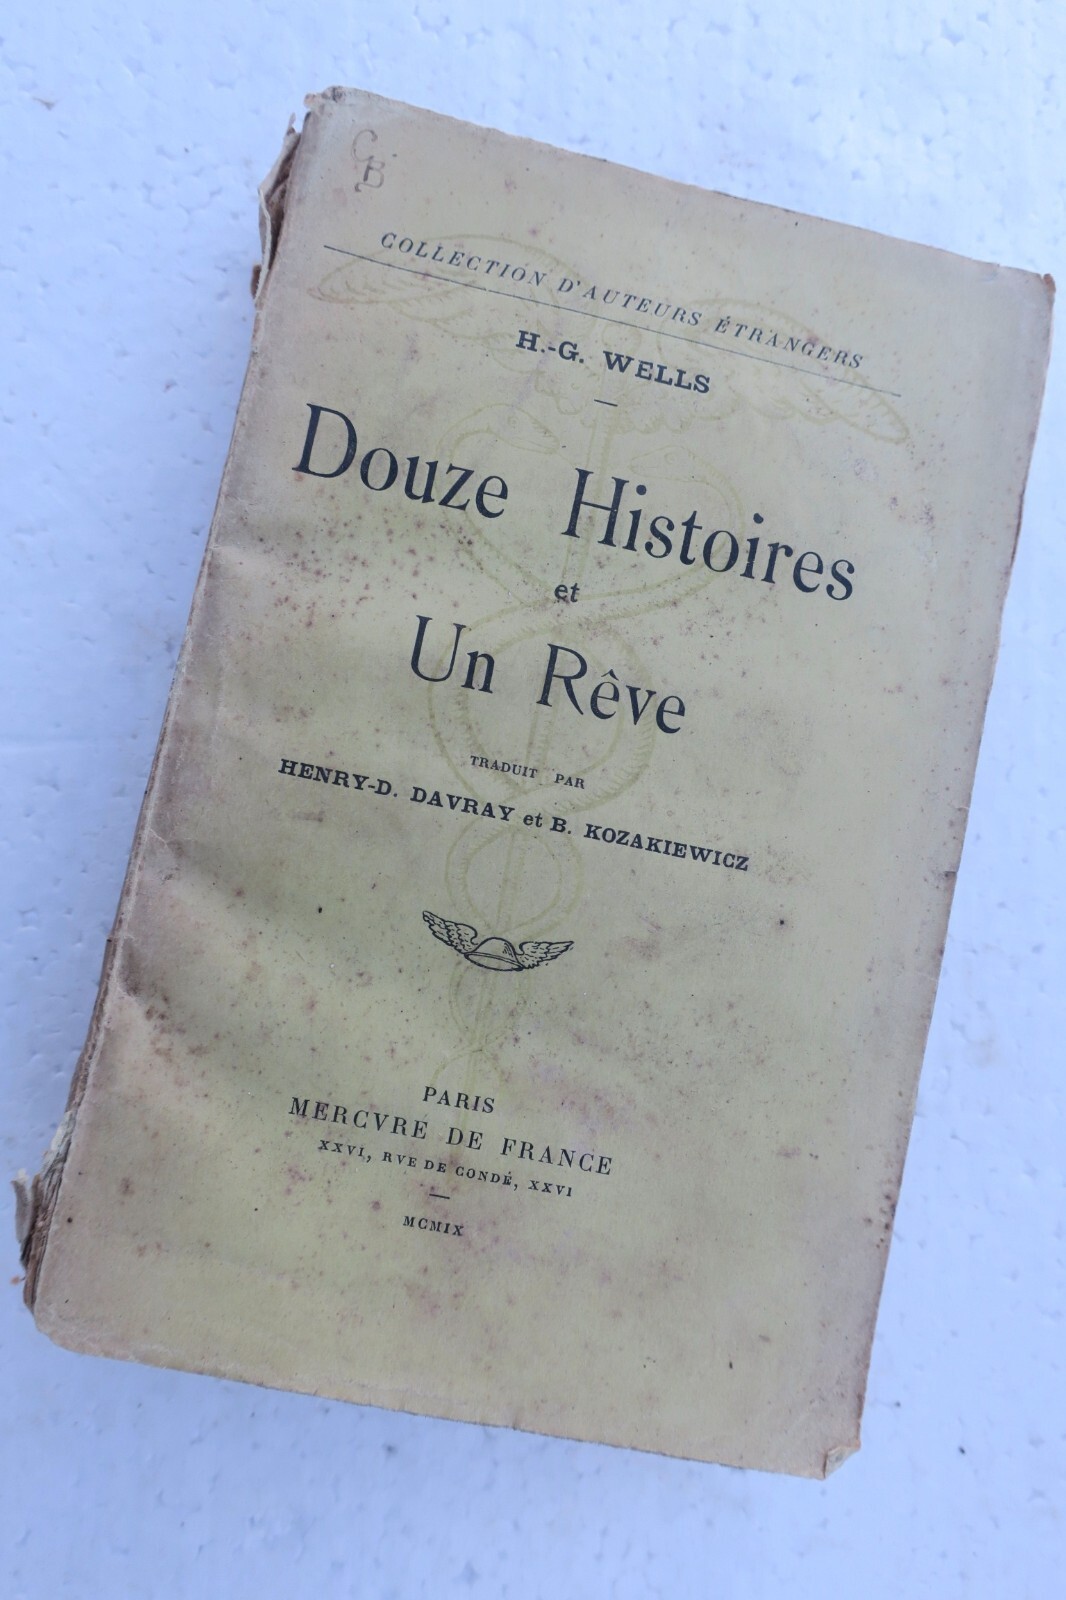 C
B
COLLECTION D'AUTEURS ÉTRANGERS
H.-G. WELLS
Douze Histoires
et
Un Rêve
TRADUIT PAR
HENRY-D. DAVRAY et B. KOZAKIEWICZ
PARIS
MERCVRE DE FRANCE
XXVI, RVE DE CONDÉ, XXVI
MCMIX